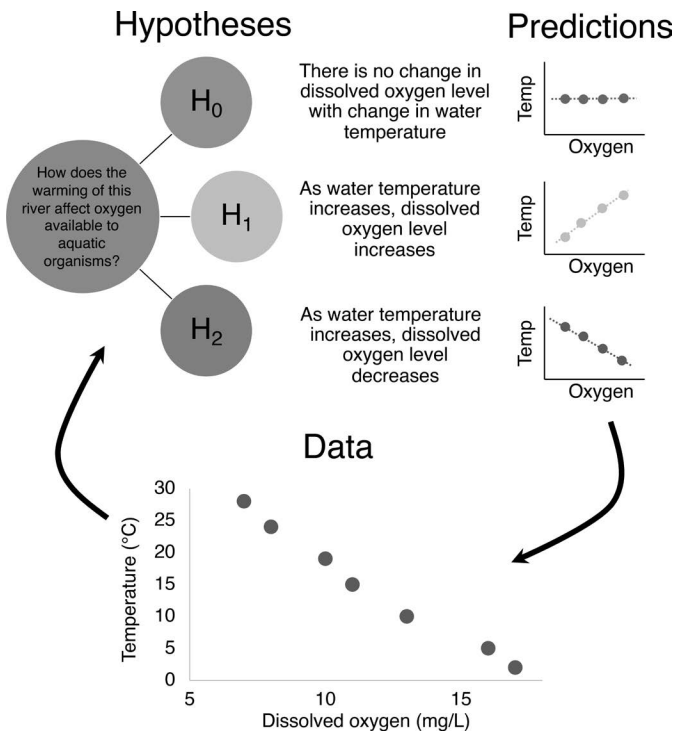 Hypotheses
Predictions
How does the
warming of this
river affect oxygen
available to
aquatic
organisms?
H0
There is no change in
dissolved oxygen level
with change in water
temperature
Temp
Oxygen
H1
As water temperature
increases, dissolved
oxygen level
increases
Temp
Oxygen
H2
As water temperature
increases, dissolved
oxygen level
decreases
Temp
Oxygen
Data
Temperature (°C)
30
25
20
15
10
5
0
5 10 15
Dissolved oxygen (mg/L)